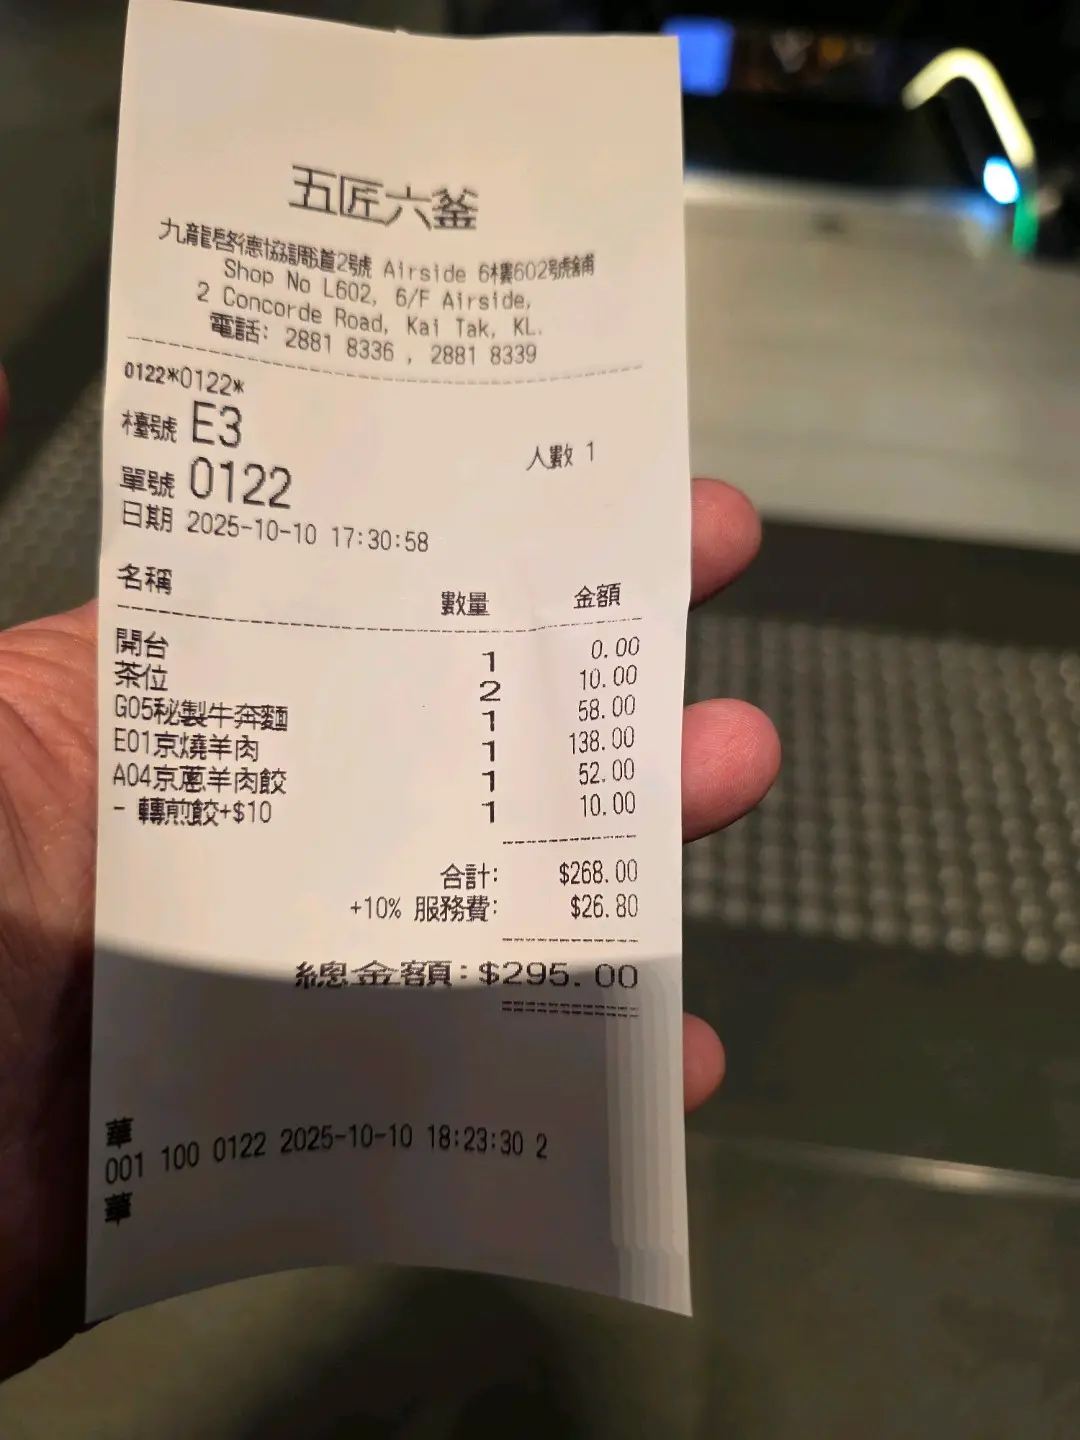 五匠六釜
九龍啓德協調道2號 Airside 6樓602號舖
Shop No L602, 6/F Airside,
2 Concorde Road, Kai Tak, KL.
電話: 2881 8336 , 2881 8339
0122*0122*
檯號 E3 人數 1
單號 0122
日期 2025-10-10 17:30:58
名稱 數量 金額
開台 1 0.00
茶位 2 10.00
G05秘製牛奔麵 1 58.00
E01京燒羊肉 1 138.00
A04京蔥羊肉餃 1 52.00
- 轉煎餃+$10 1 10.00
合計: $268.00
+10% 服務費: $26.80
總金額: $295.00
華
001 100 0122 2025-10-10 18:23:30 2
華